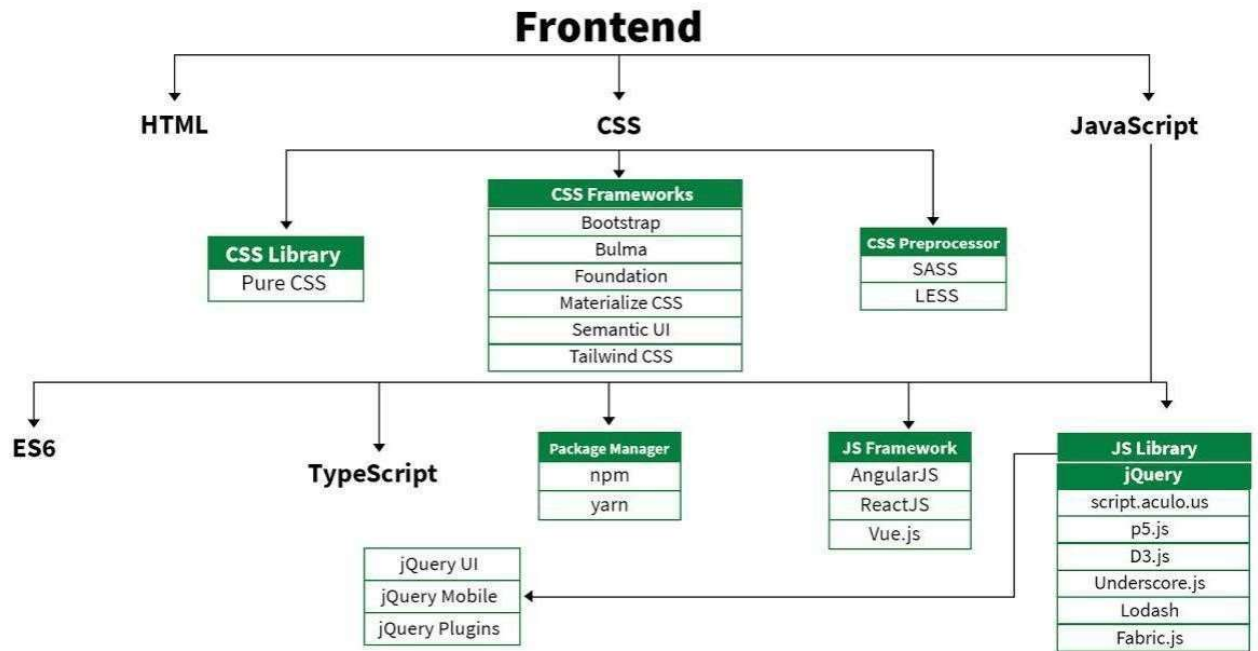 Frontend
HTML
CSS
JavaScript
CSS Library
Pure CSS
CSS Frameworks
Bootstrap
Bulma
Foundation
Materialize CSS
Semantic UI
Tailwind CSS
CSS Preprocessor
SASS
LESS
ES6
TypeScript
Package Manager
npm
yarn
JS Framework
AngularJS
ReactJS
Vue.js
JS Library
jQuery
script.aculo.us
p5.js
D3.js
Underscore.js
Lodash
Fabric.js
jQuery UI
jQuery Mobile
jQuery Plugins